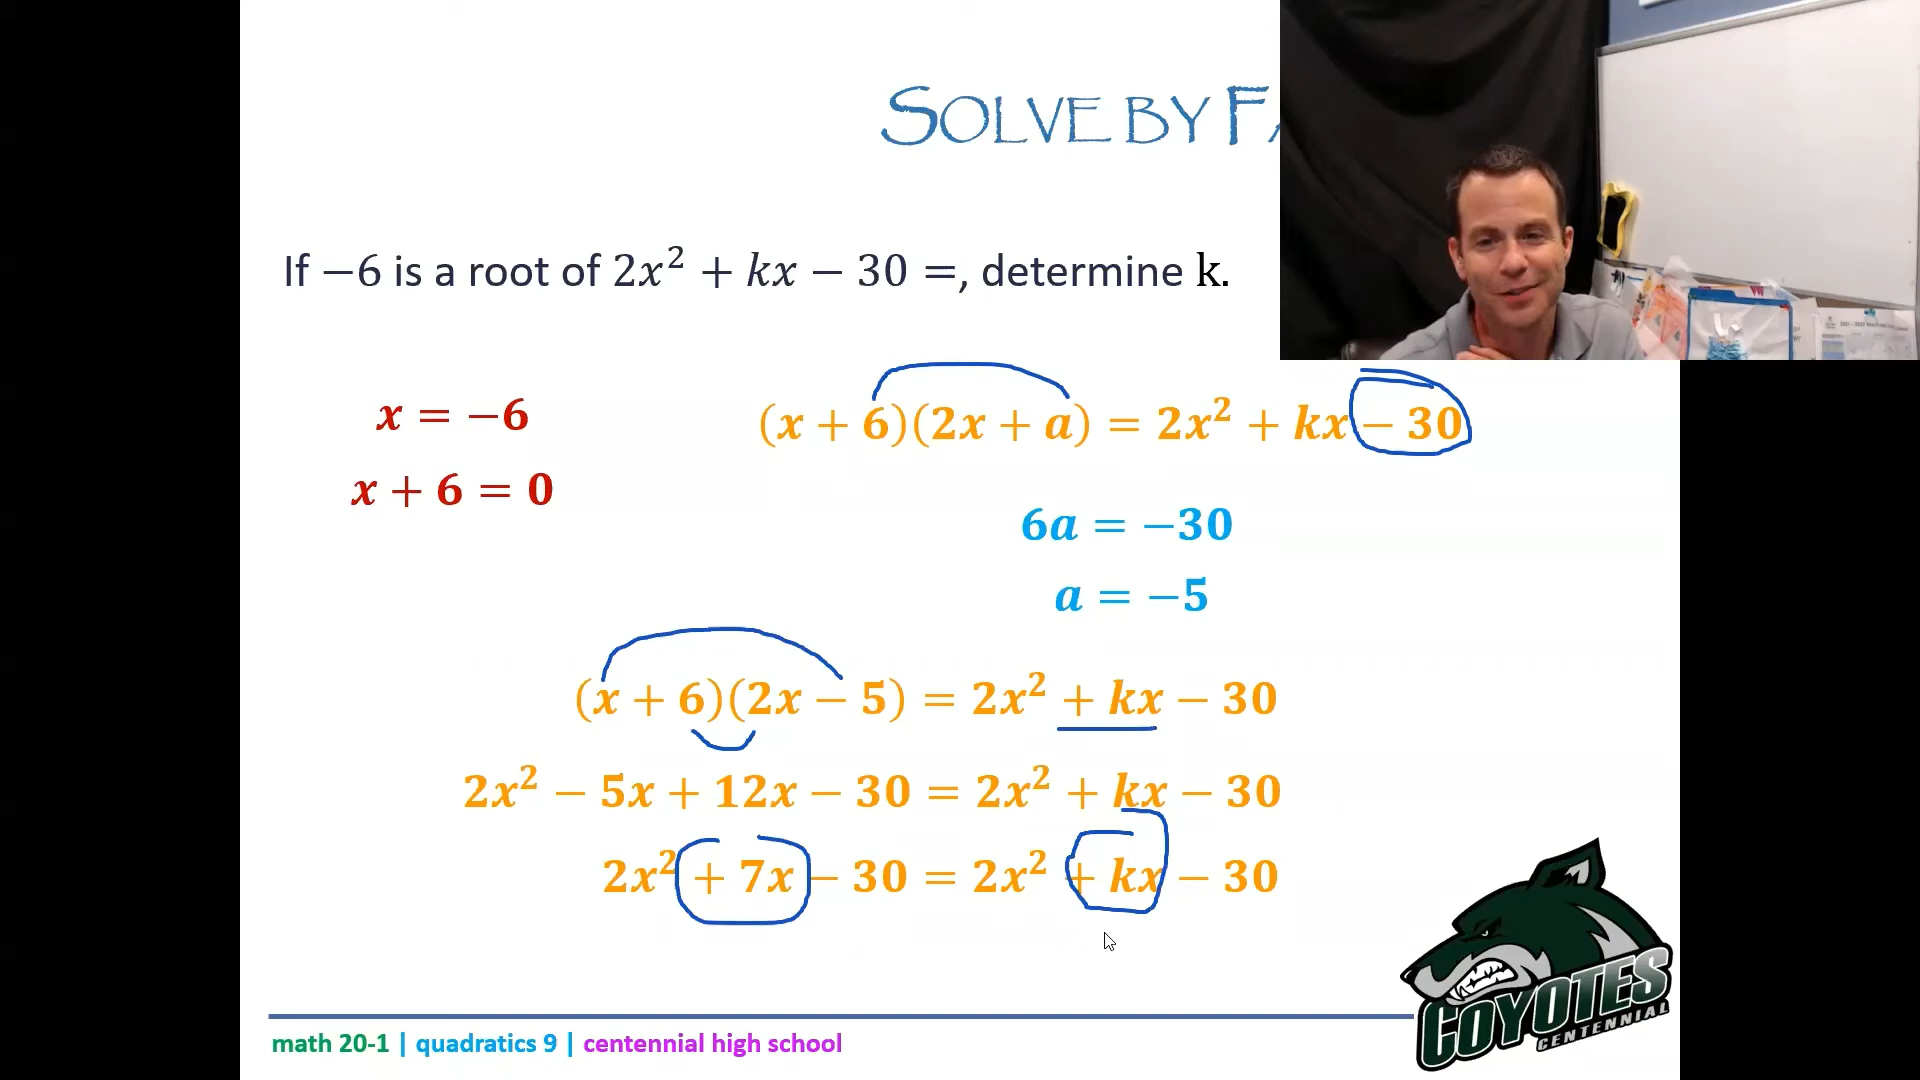 SOLVE BY FA
If −6 is a root of 2x² + kx − 30 =, determine k.
x = −6
(x + 6)(2x + a) = 2x² + kx − 30
x + 6 = 0
6a = −30
a = −5
(x + 6)(2x − 5) = 2x² + kx − 30
2x² − 5x + 12x − 30 = 2x² + kx − 30
2x² + 7x − 30 = 2x² + kx − 30
math 20-1 | quadratics 9 | centennial high school
COYOTES
CENTENNIAL